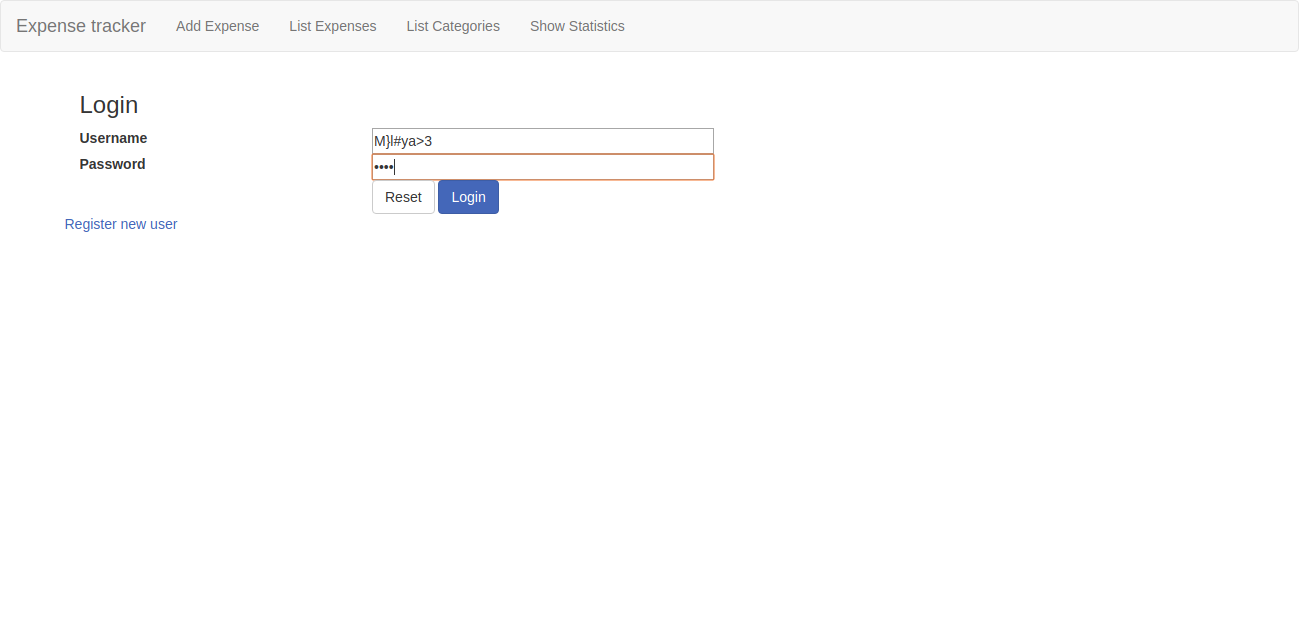 Expense tracker Add Expense List Expenses List Categories Show Statistics
Login
Username M}l#ya>3
Password ••••
Reset Login
Register new user